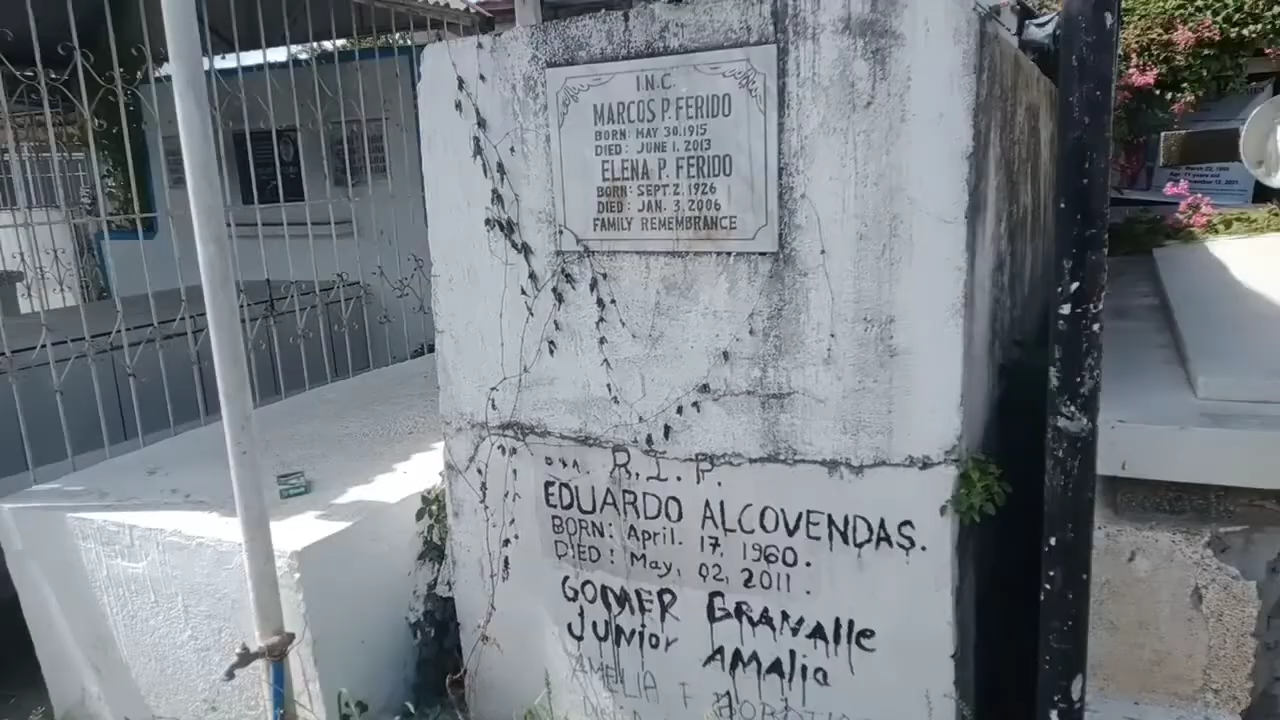 I.N.C.
MARCOS P. FERIDO
BORN: MAY 30.1915
DIED: JUNE 1. 2013
ELENA P. FERIDO
BORN: SEPT. 2. 1926
DIED: JAN. 3. 2006
FAMILY REMEMBRANCE
R.I.P.
EDUARDO ALCOVENDAS.
BORN: April. 17, 1960.
DIED: May, 02, 2011.
GOMER GRANAlle
JUNior AMAlia
AMELIA